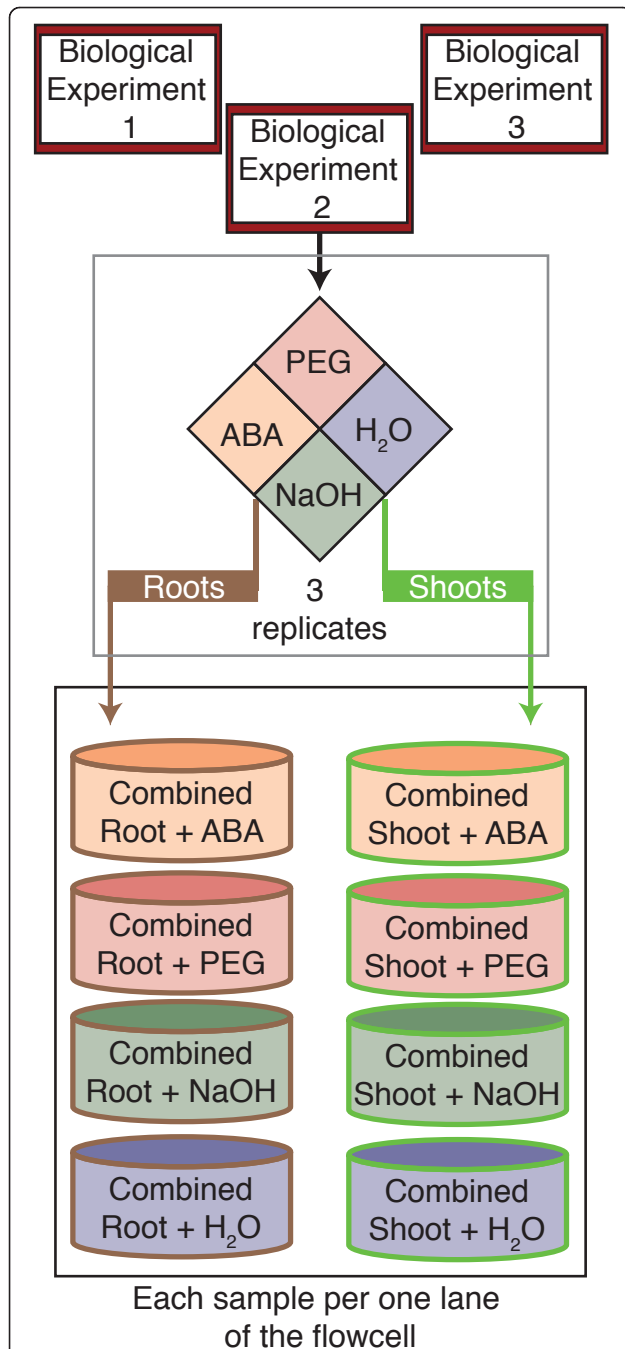 Biological
Experiment
1
Biological
Experiment
2
Biological
Experiment
3
PEG
ABA
H₂O
NaOH
Roots
3
replicates
Shoots
Combined
Root + ABA
Combined
Shoot + ABA
Combined
Root + PEG
Combined
Shoot + PEG
Combined
Root + NaOH
Combined
Shoot + NaOH
Combined
Root + H₂O
Combined
Shoot + H₂O
Each sample per one lane
of the flowcell